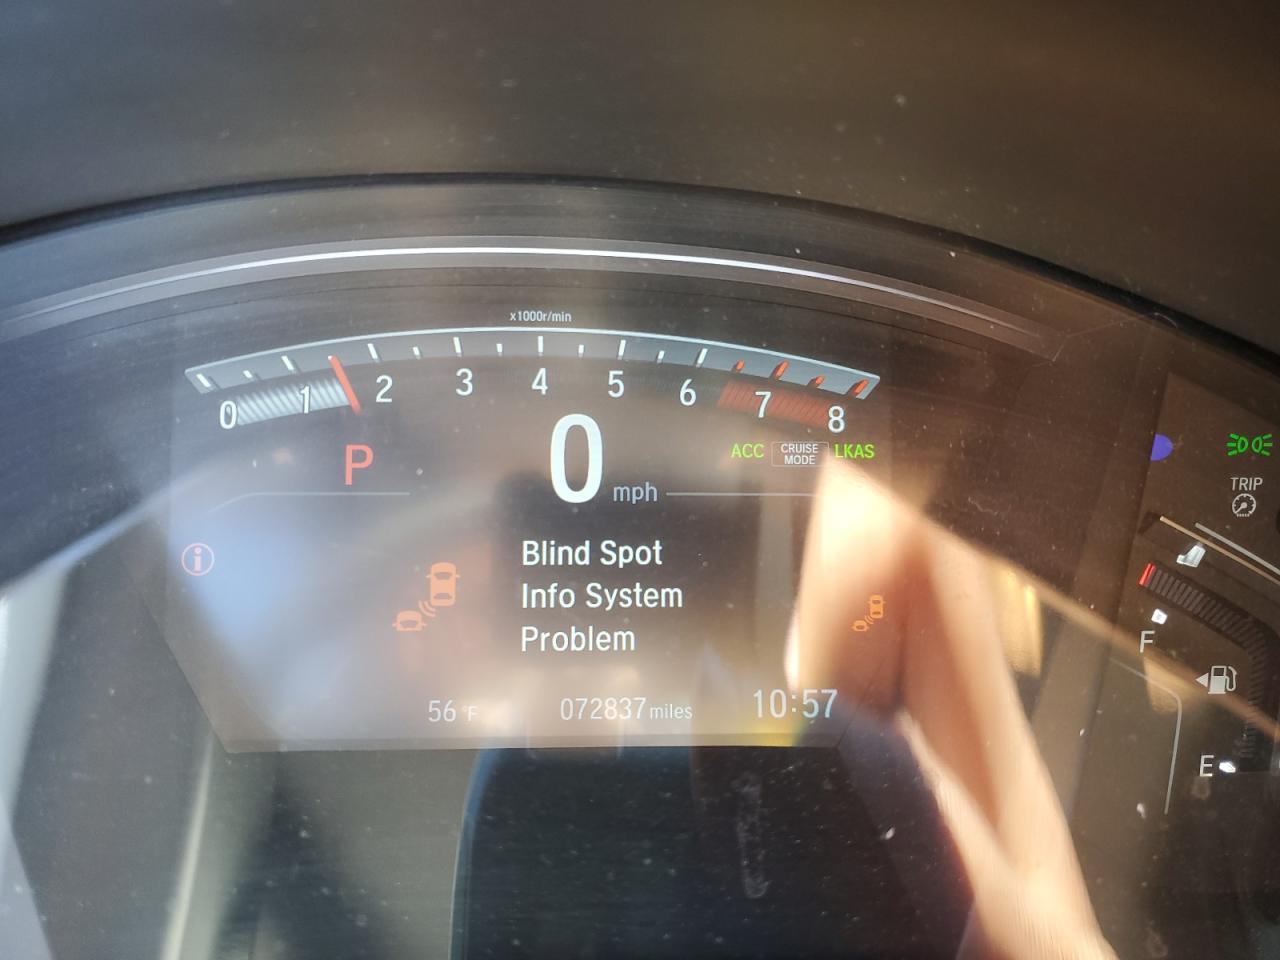 x1000r/min
0 1 2 3 4 5 6 7 8
P
0 mph
ACC CRUISE MODE LKAS
TRIP
Blind Spot
Info System
Problem
F
E
56 °F 072837 miles 10:57